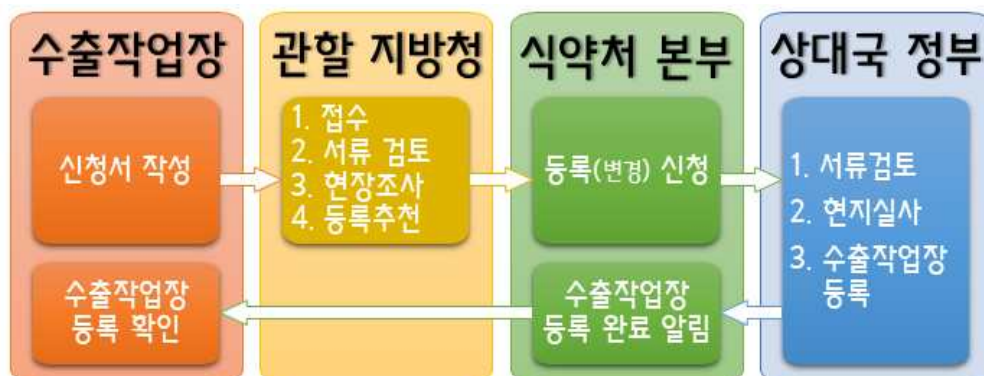 수출작업장
신청서 작성
수출작업장
등록 확인
관할 지방청
1. 접수
2. 서류 검토
3. 현장조사
4. 등록추천
식약처 본부
등록(변경) 신청
수출작업장
등록 완료 알림
상대국 정부
1. 서류검토
2. 현지실사
3. 수출작업장
등록